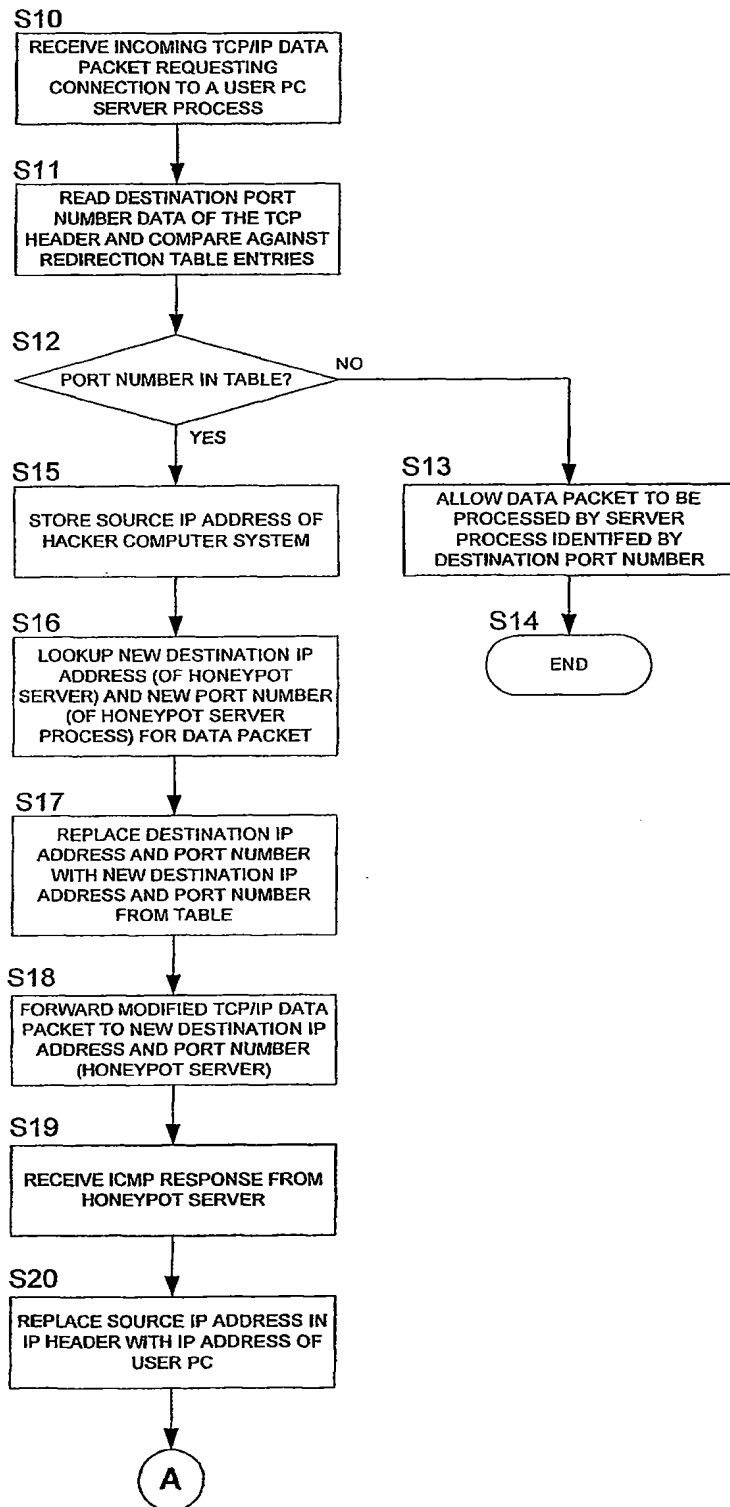 S10
RECEIVE INCOMING TCP/IP DATA
PACKET REQUESTING
CONNECTION TO A USER PC
SERVER PROCESS
S11
READ DESTINATION PORT
NUMBER DATA OF THE TCP
HEADER AND COMPARE AGAINST
REDIRECTION TABLE ENTRIES
S12
PORT NUMBER IN TABLE?
NO
YES
S13
ALLOW DATA PACKET TO BE
PROCESSED BY SERVER
PROCESS IDENTIFED BY
DESTINATION PORT NUMBER
S14
END
S15
STORE SOURCE IP ADDRESS OF
HACKER COMPUTER SYSTEM
S16
LOOKUP NEW DESTINATION IP
ADDRESS (OF HONEYPOT
SERVER) AND NEW PORT NUMBER
(OF HONEYPOT SERVER
PROCESS) FOR DATA PACKET
S17
REPLACE DESTINATION IP
ADDRESS AND PORT NUMBER
WITH NEW DESTINATION IP
ADDRESS AND PORT NUMBER
FROM TABLE
S18
FORWARD MODIFIED TCP/IP DATA
PACKET TO NEW DESTINATION IP
ADDRESS AND PORT NUMBER
(HONEYPOT SERVER)
S19
RECEIVE ICMP RESPONSE FROM
HONEYPOT SERVER
S20
REPLACE SOURCE IP ADDRESS IN
IP HEADER WITH IP ADDRESS OF
USER PC
A